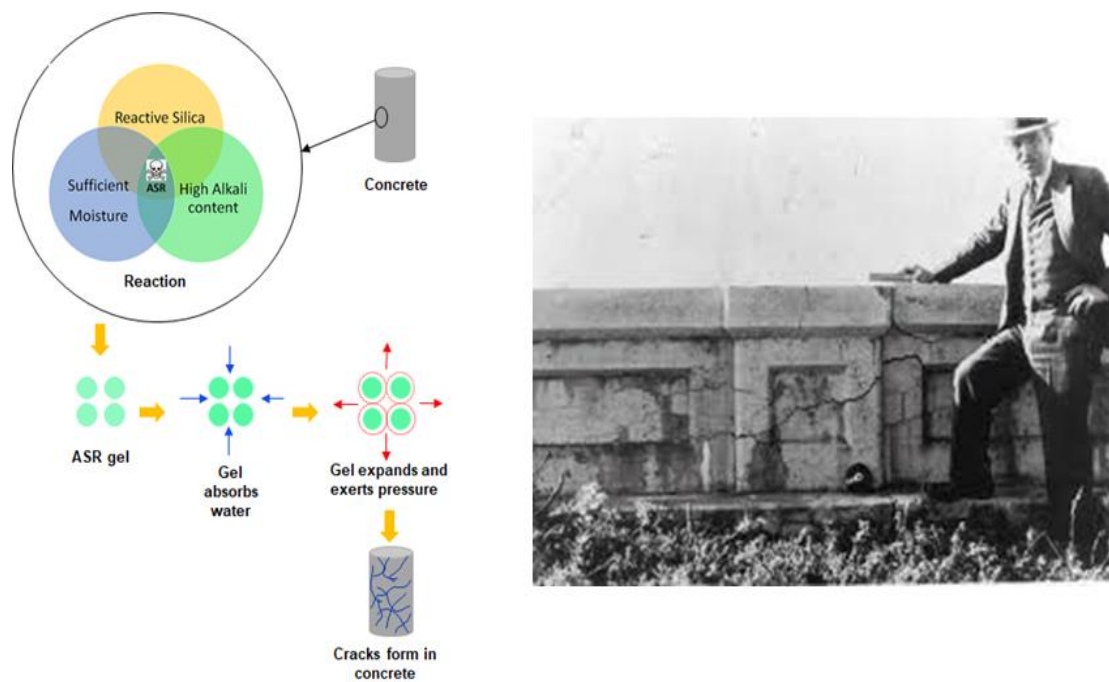 Reactive Silica
Sufficient
Moisture
ASR
High Alkali
content
Reaction
Concrete
ASR gel
Gel
absorbs
water
Gel expands and
exerts pressure
Cracks form in
concrete